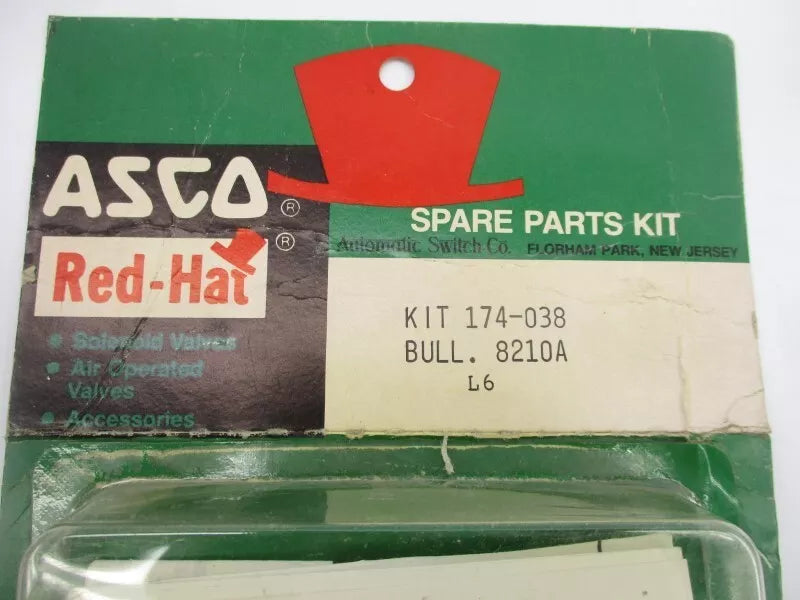 ASCO ®
Red-Hat ®
• Solenoid Valves
• Air Operated
Valves
• Accessories
SPARE PARTS KIT
Automatic Switch Co. FLORHAM PARK, NEW JERSEY
KIT 174-038
BULL. 8210A
L6